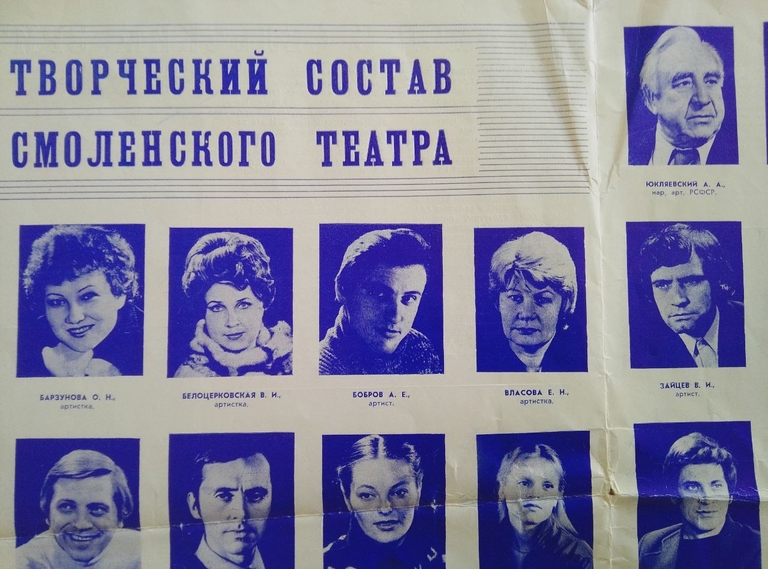 ТВОРЧЕСКИЙ СОСТАВ
СМОЛЕНСКОГО ТЕАТРА
ЮКЛЯЕВСКИЙ А. А.,
нар. арт. РСФСР.
БАРЗУНОВА О. Н.,
артистка.
БЕЛОЦЕРКОВСКАЯ В. И.,
артистка.
БОБРОВ А. Е.,
артист.
ВЛАСОВА Е. Н.,
артистка.
ЗАЙЦЕВ В. И.,
артист.